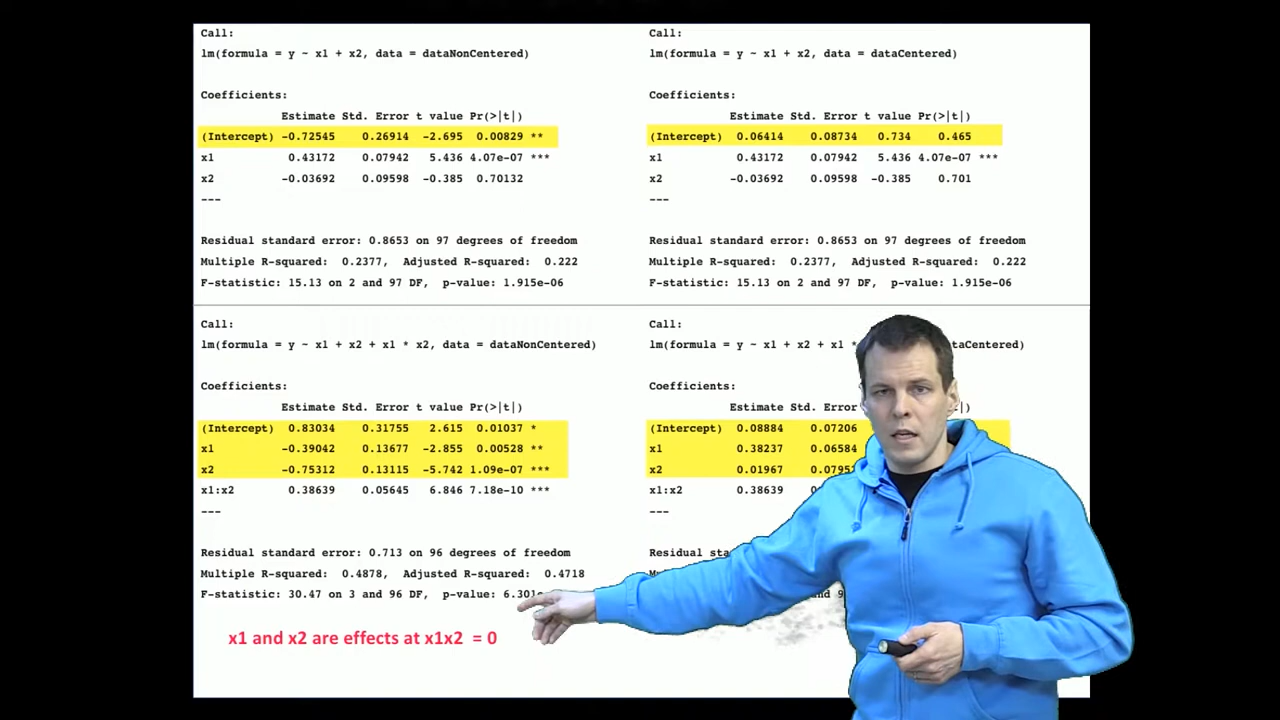 Call:
lm(formula = y ~ x1 + x2, data = dataNonCentered)
Coefficients:
Estimate Std. Error t value Pr(>|t|)
(Intercept) -0.72545 0.26914 -2.695 0.00829 **
x1 0.43172 0.07942 5.436 4.07e-07 ***
x2 -0.03692 0.09598 -0.385 0.70132
---
Residual standard error: 0.8653 on 97 degrees of freedom
Multiple R-squared: 0.2377, Adjusted R-squared: 0.222
F-statistic: 15.13 on 2 and 97 DF, p-value: 1.915e-06
Call:
lm(formula = y ~ x1 + x2, data = dataCentered)
Coefficients:
Estimate Std. Error t value Pr(>|t|)
(Intercept) 0.06414 0.08734 0.734 0.465
x1 0.43172 0.07942 5.436 4.07e-07 ***
x2 -0.03692 0.09598 -0.385 0.701
---
Residual standard error: 0.8653 on 97 degrees of freedom
Multiple R-squared: 0.2377, Adjusted R-squared: 0.222
F-statistic: 15.13 on 2 and 97 DF, p-value: 1.915e-06
Call:
lm(formula = y ~ x1 + x2 + x1 * x2, data = dataNonCentered)
Coefficients:
Estimate Std. Error t value Pr(>|t|)
(Intercept) 0.83034 0.31755 2.615 0.01037 *
x1 -0.39042 0.13677 -2.855 0.00528 **
x2 -0.75312 0.13115 -5.742 1.09e-07 ***
x1:x2 0.38639 0.05645 6.846 7.18e-10 ***
---
Residual standard error: 0.713 on 96 degrees of freedom
Multiple R-squared: 0.4878, Adjusted R-squared: 0.4718
F-statistic: 30.47 on 3 and 96 DF, p-value:
x1 and x2 are effects at x1x2 = 0
Call:
lm(formula = y ~ x1 + x2 + x1
Coefficients:
Estimate Std. Error
(Intercept) 0.08884 0.07206
x1 0.38237 0.06584
x2 0.01967
x1:x2 0.38639
---